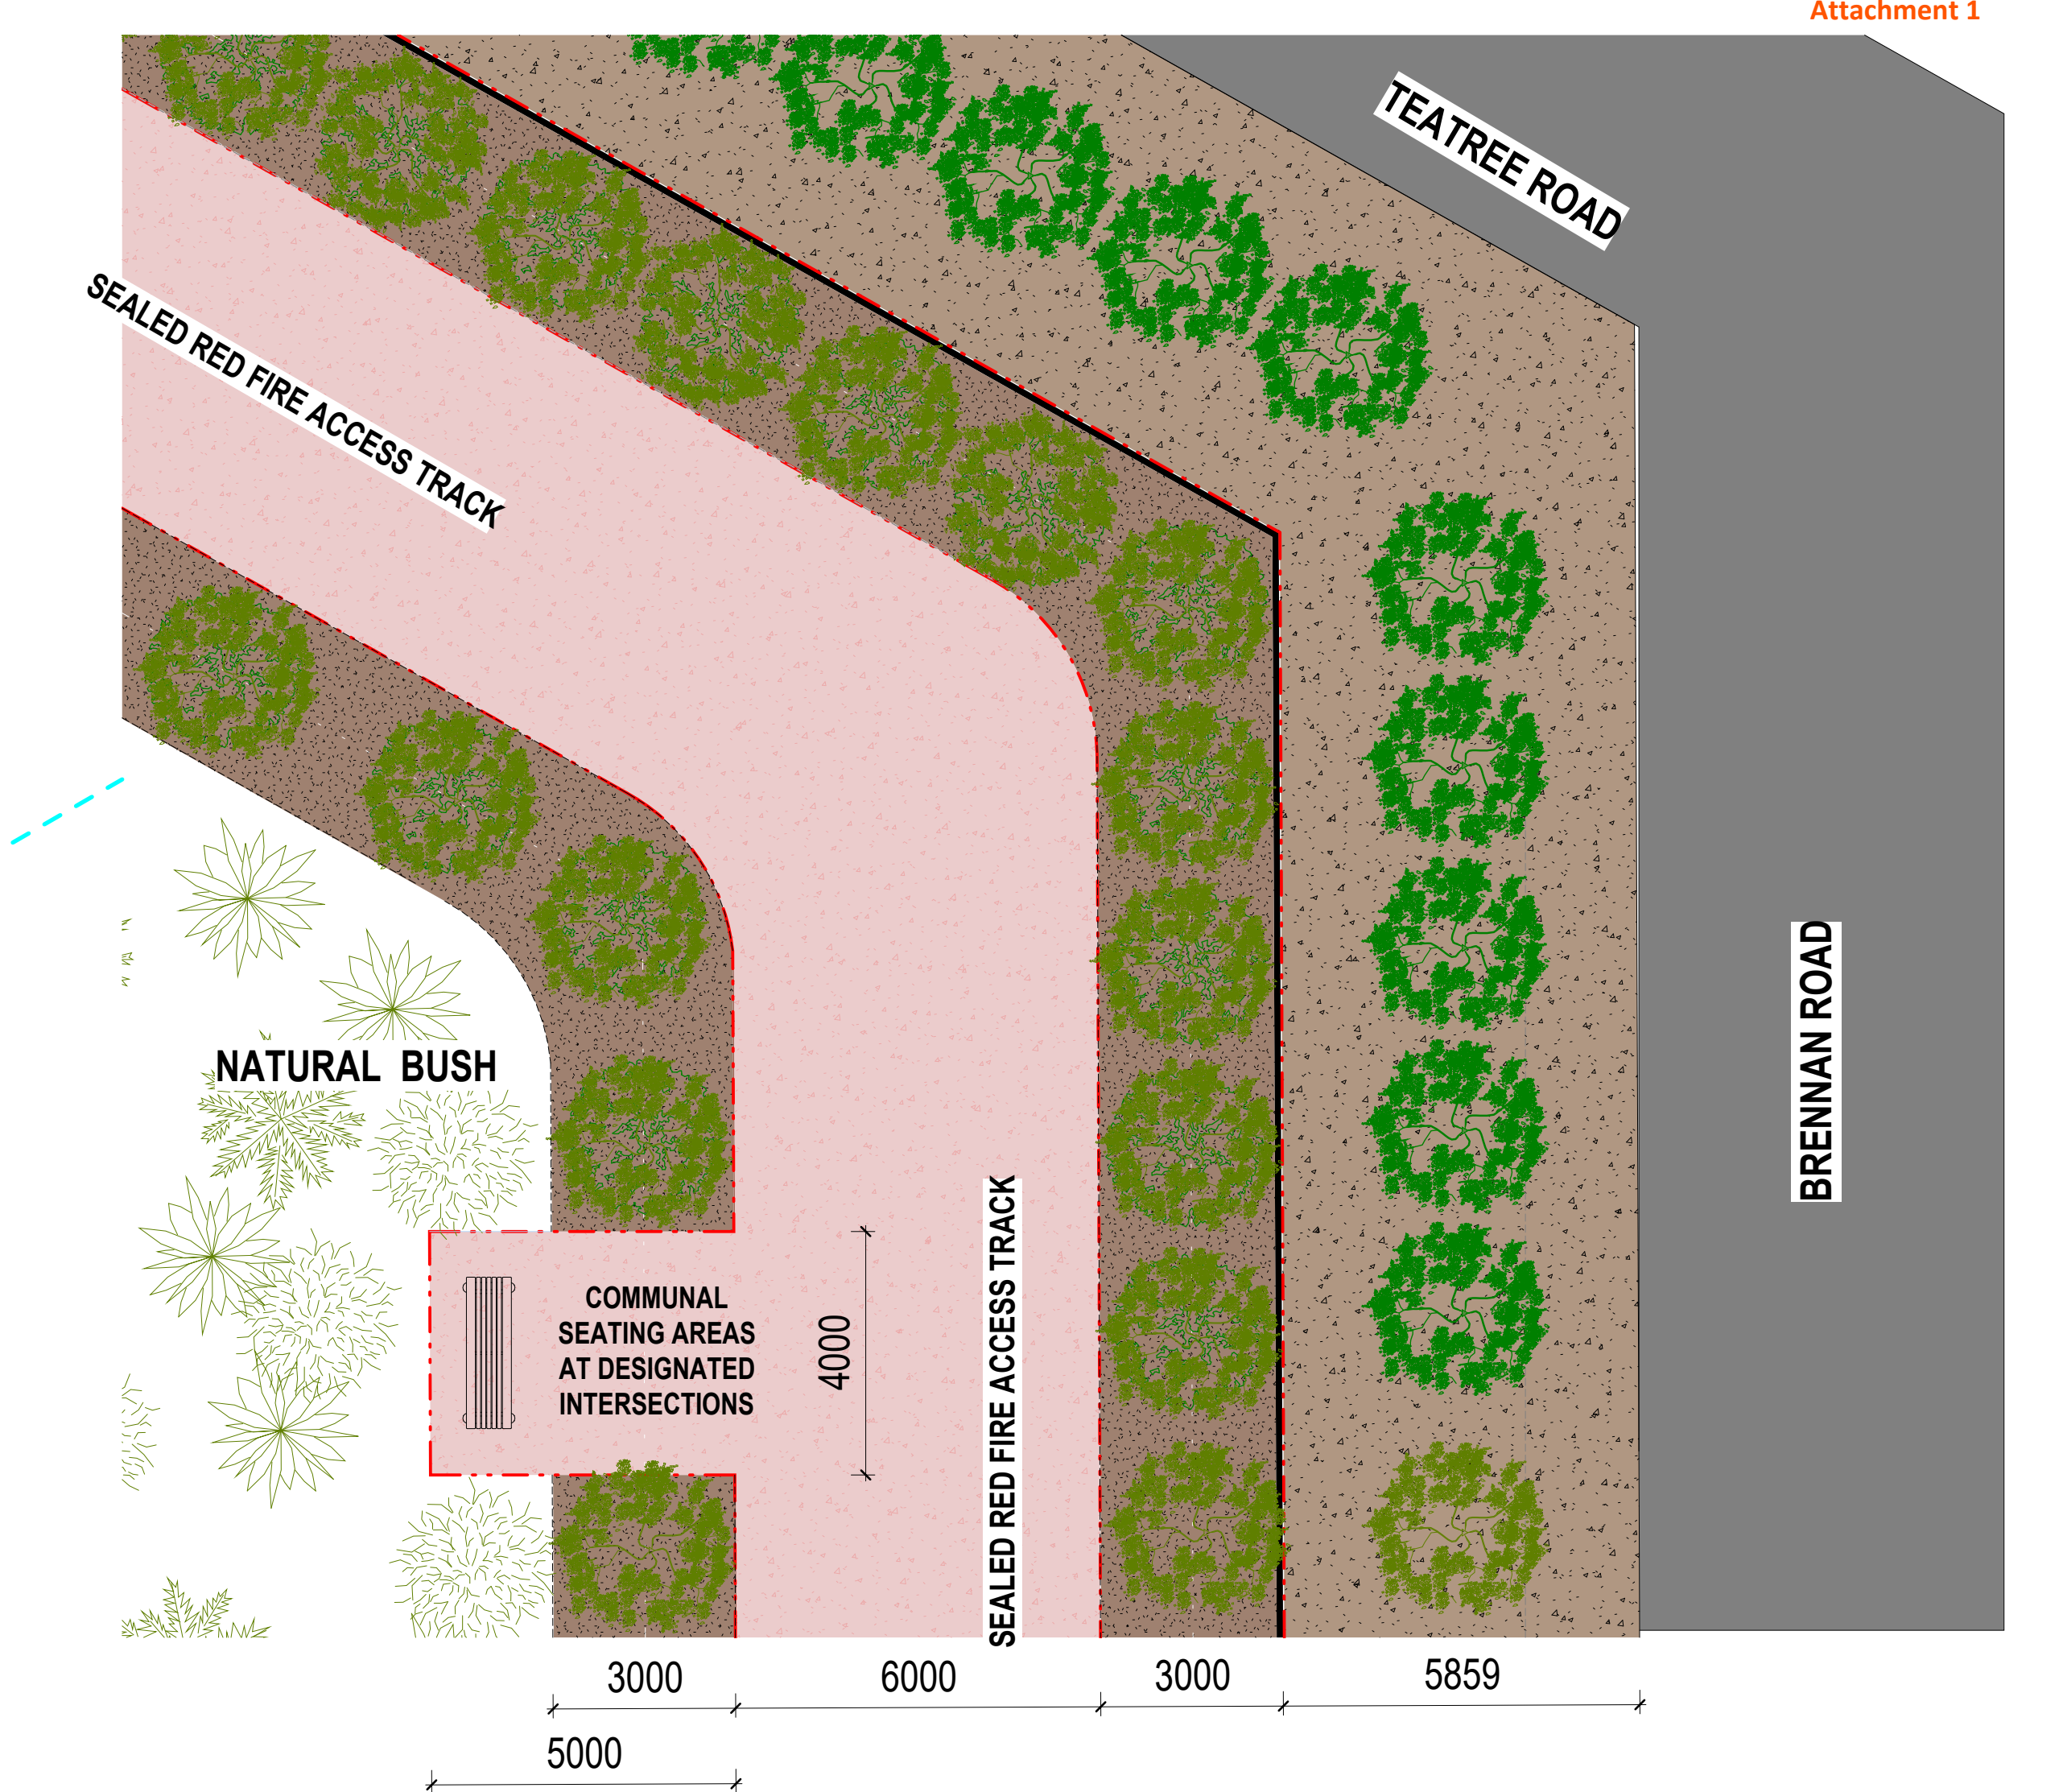 Attachment 1
TEATREE ROAD
SEALED RED FIRE ACCESS TRACK
BRENNAN ROAD
NATURAL BUSH
SEALED RED FIRE ACCESS TRACK
COMMUNAL
SEATING AREAS
AT DESIGNATED
INTERSECTIONS
4000
3000
6000
3000
5859
5000